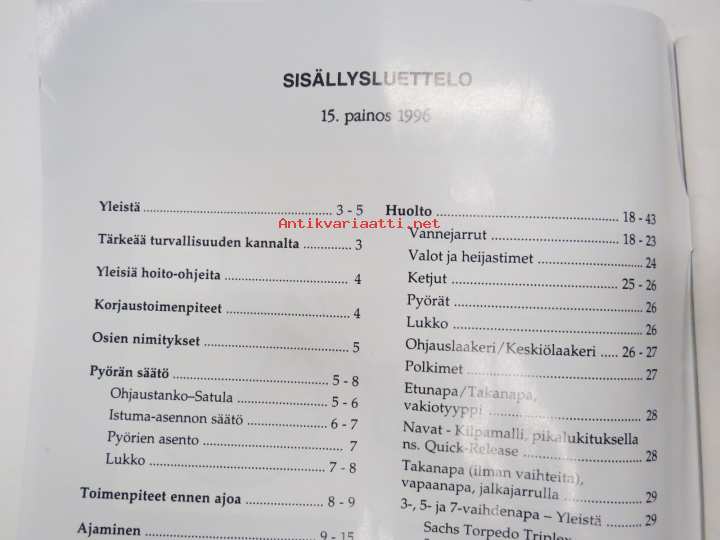 SISÄLLYSLUETTELO
15. painos 1996
Antikvariaatti.net
Yleistä 3 - 5
Tärkeää turvallisuuden kannalta 3
Yleisiä hoito-ohjeita 4
Korjaustoimenpiteet 4
Osien nimitykset 5
Pyörän säätö 5 - 8
Ohjaustanko–Satula 5 - 6
Istuma-asennon säätö 6 - 7
Pyörien asento 7
Lukko 7 - 8
Toimenpiteet ennen ajoa 8 - 9
Ajaminen 9 - 15
Huolto 18 - 43
Vannejarrut 18 - 23
Valot ja heijastimet 24
Ketjut 25 - 26
Pyörät 26
Lukko 26
Ohjauslaakeri/Keskiölaakeri 26 - 27
Polkimet 27
Etunapa/Takanapa,
vakiotyyppi 28
Navat - Kilpamalli, pikalukituksella
ns. Quick-Release 28
Takanapa (ilman vaihteita),
vapaanapa, jalkajarrulla 29
3-, 5- ja 7-vaihdenapa – Yleistä 29
Sachs Torpedo Triplex